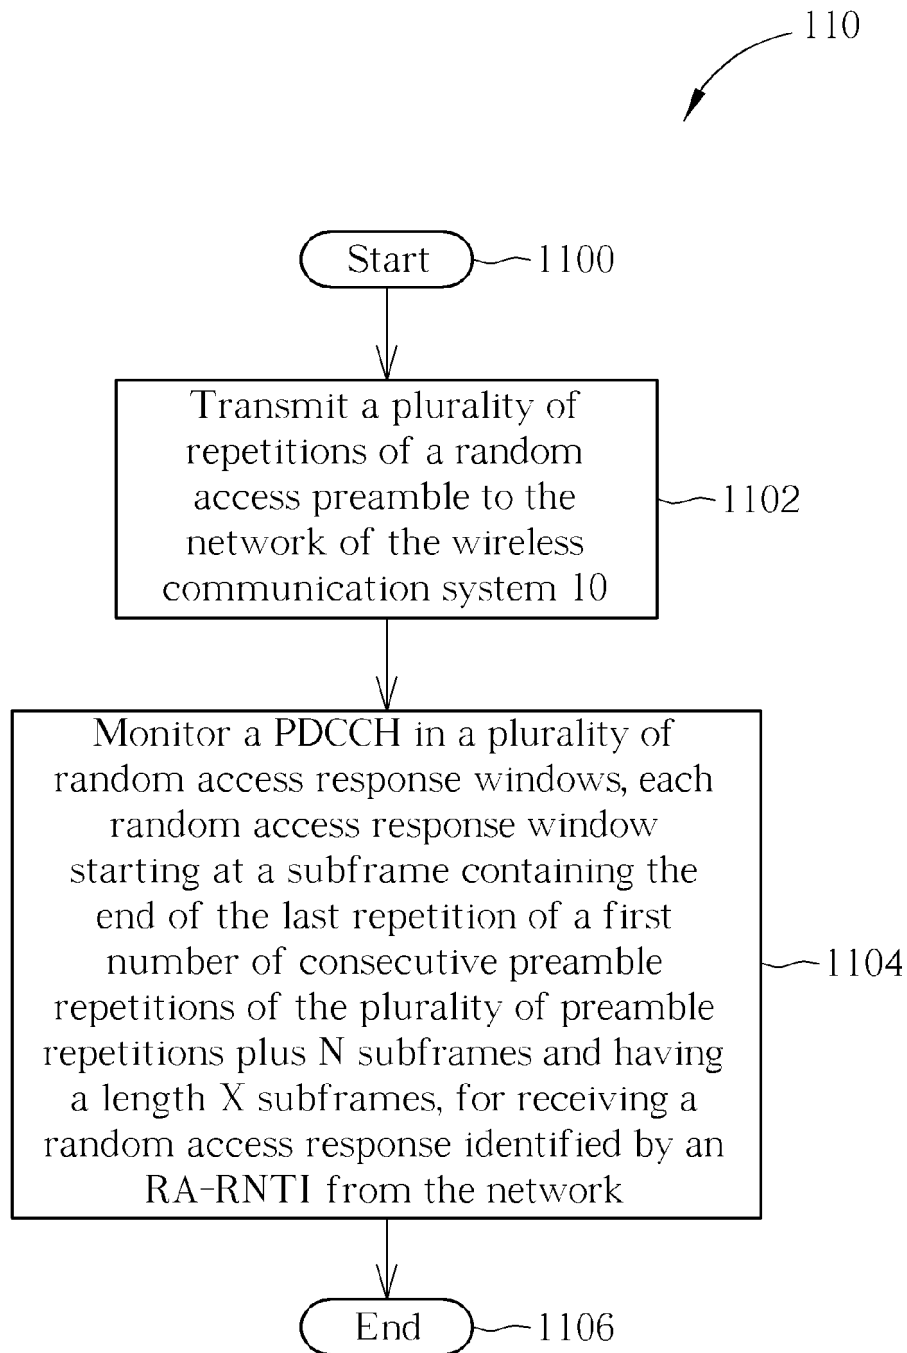 110
Start
1100
Transmit a plurality of
repetitions of a random
access preamble to the
network of the wireless
communication system 10
1102
Monitor a PDCCH in a plurality of
random access response windows, each
random access response window
starting at a subframe containing the
end of the last repetition of a first
number of consecutive preamble
repetitions of the plurality of preamble
repetitions plus N subframes and having
a length X subframes, for receiving a
random access response identified by an
RA-RNTI from the network
1104
End
1106